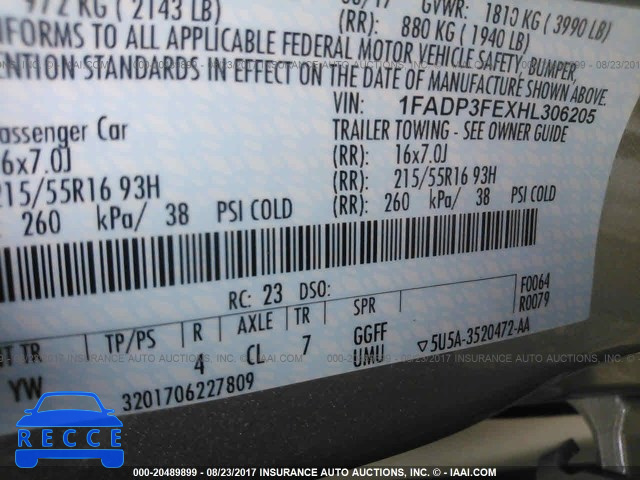 972 KG ( 2143 LB) GVWR: 1810 KG ( 3990 LB)
(RR): 880 KG ( 1940 LB)
NFORMS TO ALL APPLICABLE FEDERAL MOTOR VEHICLE SAFETY, BUMPER,
ENTION STANDARDS IN EFFECT ON THE DATE OF MANUFACTURE SHOWN ABOVE.
VIN: 1FADP3FEXHL306205
assenger Car TRAILER TOWING - SEE OWNER GUIDE
6x7.0J (RR): 16x7.0J
215/55R16 93H (RR): 215/55R16 93H
260 kPa/ 38 PSI COLD (RR): 260 kPa/ 38 PSI COLD
RC: 23 DSO: F0064
R0079
TR TP/PS R AXLE TR SPR
YW 4 CL 7 GGFF
UMU ▽5U5A-3520472-AA
3201706227809
RECCE
000-20489899 - 08/23/2017 INSURANCE AUTO AUCTIONS, INC. - © IAAI.COM